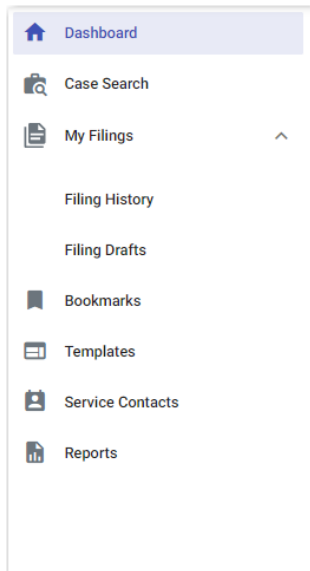 Dashboard
Case Search
My Filings
Filing History
Filing Drafts
Bookmarks
Templates
Service Contacts
Reports